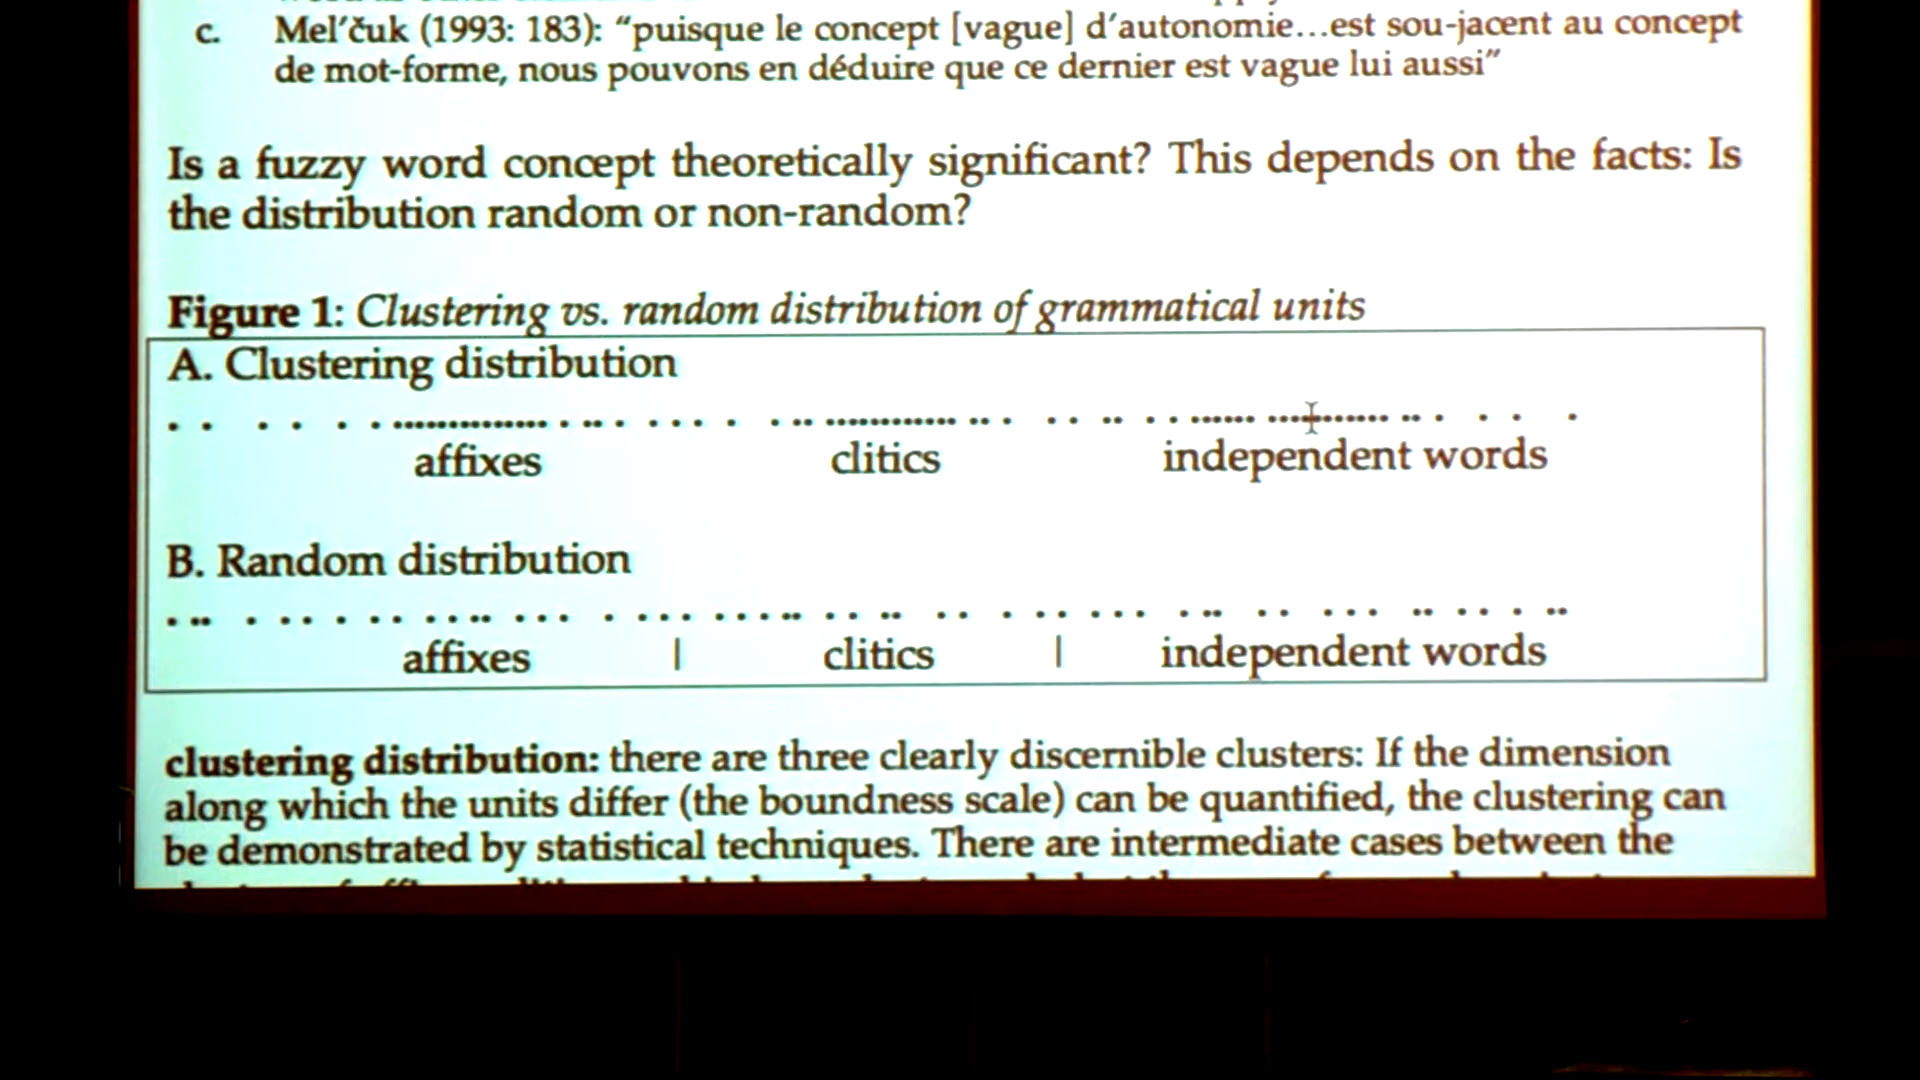 c. Mel’čuk (1993: 183): “puisque le concept [vague] d’autonomie…est sou-jacent au concept
de mot-forme, nous pouvons en déduire que ce dernier est vague lui aussi”
Is a fuzzy word concept theoretically significant? This depends on the facts: Is
the distribution random or non-random?
Figure 1: Clustering vs. random distribution of grammatical units
A. Clustering distribution
affixes clitics independent words
B. Random distribution
affixes | clitics | independent words
clustering distribution: there are three clearly discernible clusters: If the dimension
along which the units differ (the boundness scale) can be quantified, the clustering can
be demonstrated by statistical techniques. There are intermediate cases between the